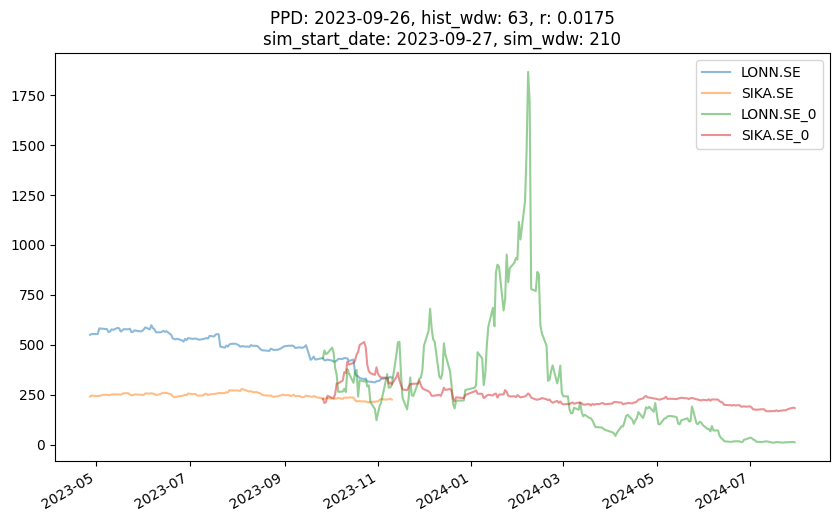 PPD: 2023-09-26, hist_wdw: 63, r: 0.0175
sim_start_date: 2023-09-27, sim_wdw: 210
LONN.SE
SIKA.SE
LONN.SE_0
SIKA.SE_0
1750
1500
1250
1000
750
500
250
0
2023-05
2023-07
2023-09
2023-11
2024-01
2024-03
2024-05
2024-07